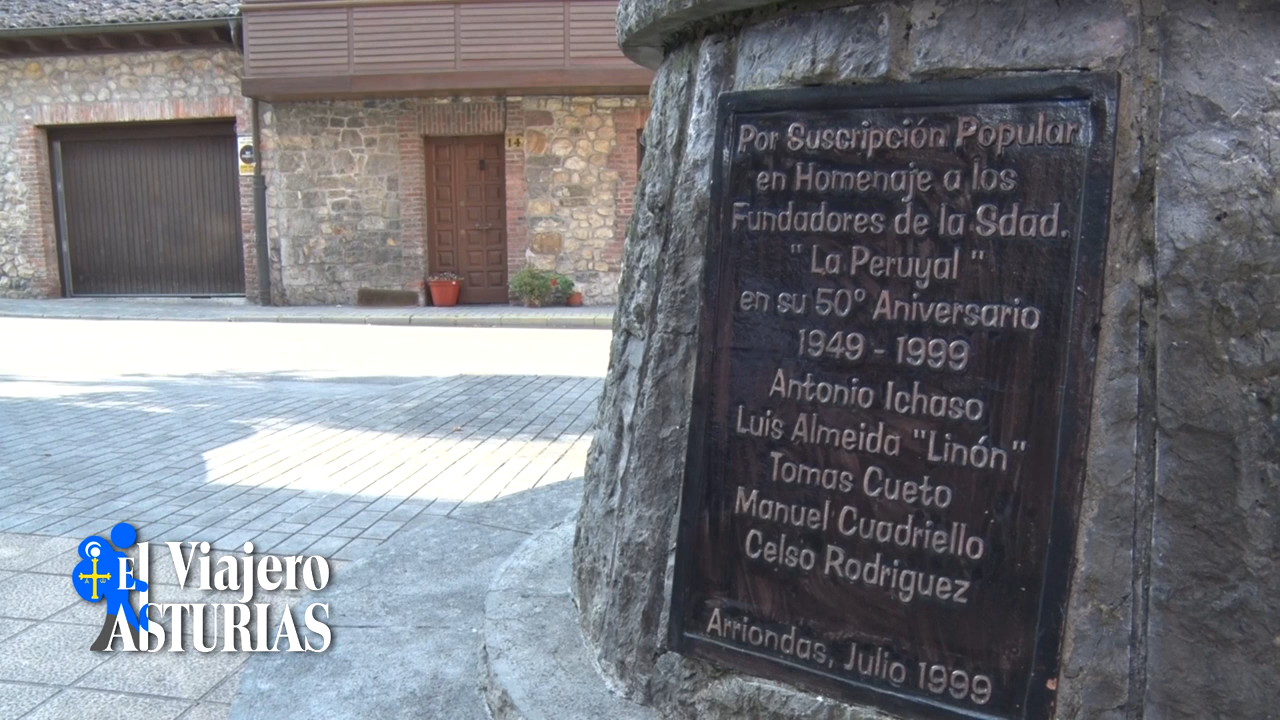 14
Por Suscripción Popular
en Homenaje a los
Fundadores de la Sdad.
" La Peruyal "
en su 50º Aniversario
1949 - 1999
Antonio Ichaso
Luis Almeida "Linón"
Tomas Cueto
Manuel Cuadriello
Celso Rodriguez
Arriondas, Julio 1999
El Viajero
ASTURIAS